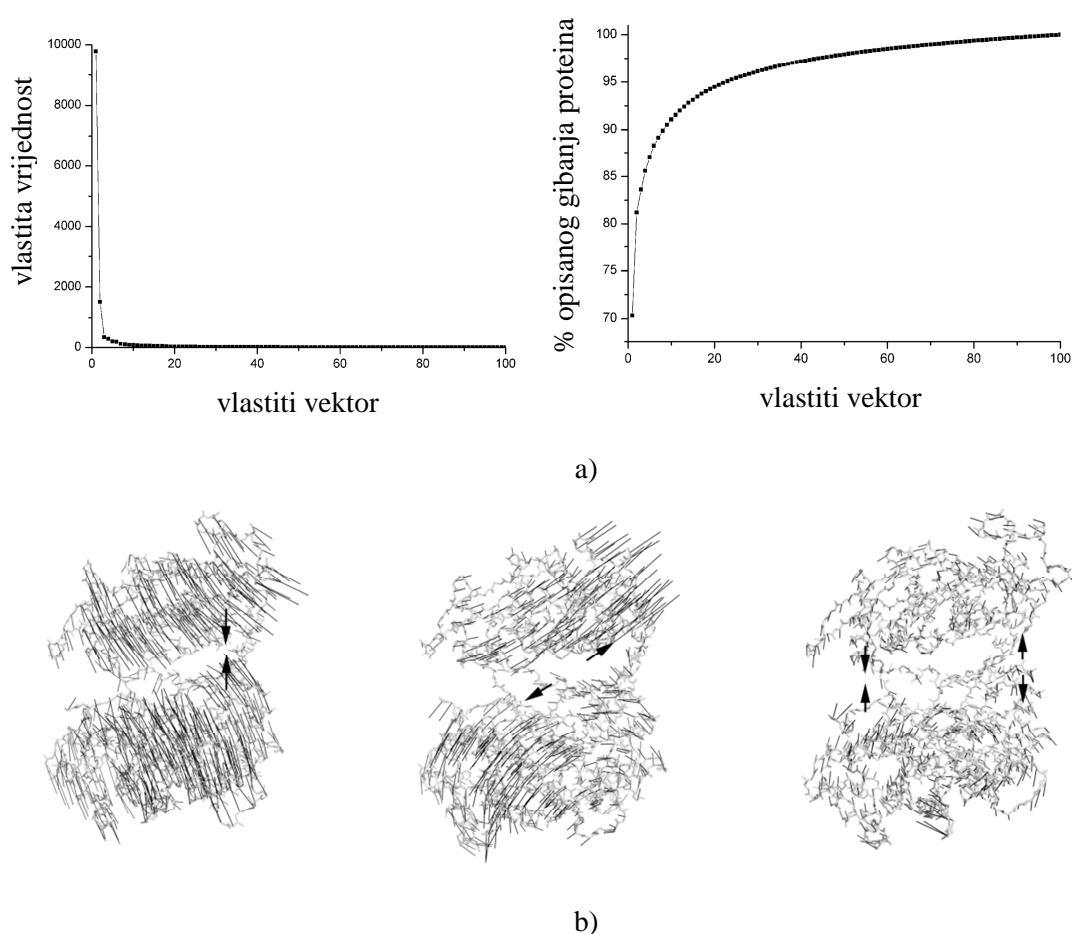 10000
8000
6000
4000
2000
0
0 20 40 60 80 100
vlastita vrijednost
vlastiti vektor
100
95
90
85
80
75
70
0 20 40 60 80 100
% opisanog gibanja proteina
vlastiti vektor
a)
b)